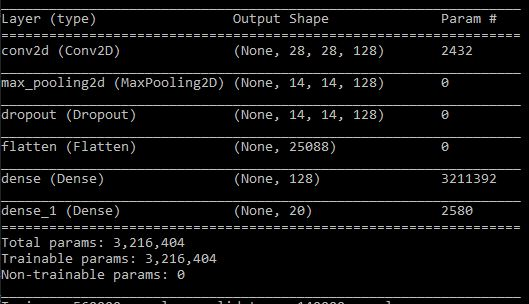 Layer (type) Output Shape Param #
=================================================================
conv2d (Conv2D) (None, 28, 28, 128) 2432
_________________________________________________________________
max_pooling2d (MaxPooling2D) (None, 14, 14, 128) 0
_________________________________________________________________
dropout (Dropout) (None, 14, 14, 128) 0
_________________________________________________________________
flatten (Flatten) (None, 25088) 0
_________________________________________________________________
dense (Dense) (None, 128) 3211392
_________________________________________________________________
dense_1 (Dense) (None, 20) 2580
=================================================================
Total params: 3,216,404
Trainable params: 3,216,404
Non-trainable params: 0
_________________________________________________________________